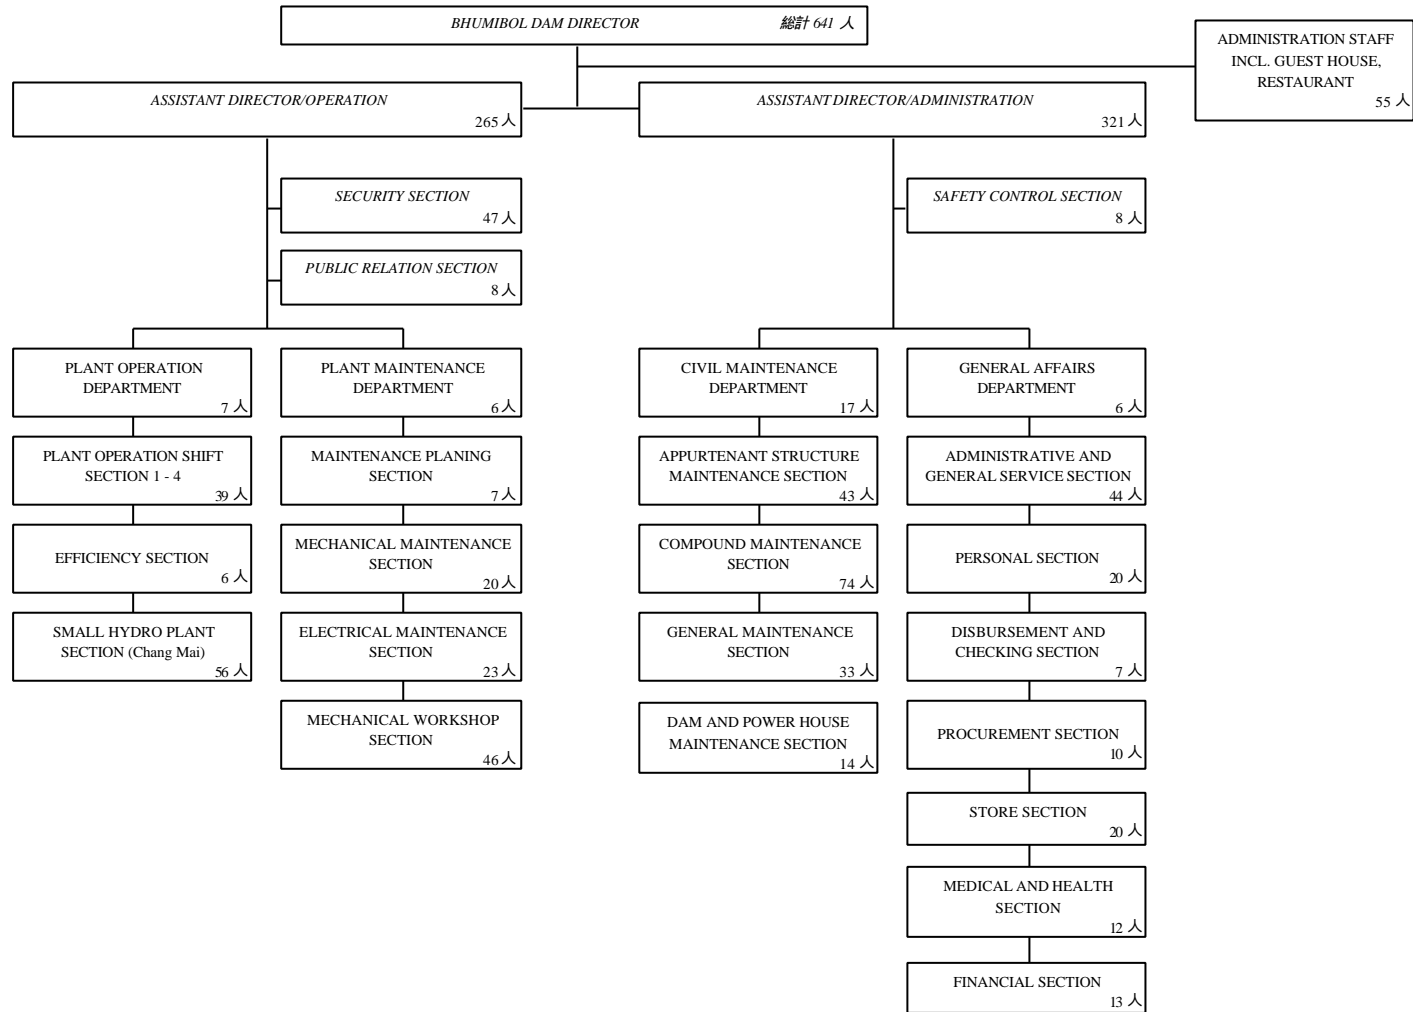 BHUMIBOL DAM DIRECTOR 総計 641 人
ADMINISTRATION STAFF
INCL. GUEST HOUSE,
RESTAURANT
55 人
ASSISTANT DIRECTOR/OPERATION
265 人
ASSISTANT DIRECTOR/ADMINISTRATION
321 人
SECURITY SECTION
47 人
PUBLIC RELATION SECTION
8 人
SAFETY CONTROL SECTION
8 人
PLANT OPERATION
DEPARTMENT
7 人
PLANT OPERATION SHIFT
SECTION 1 - 4
39 人
EFFICIENCY SECTION
6 人
SMALL HYDRO PLANT
SECTION (Chang Mai)
56 人
PLANT MAINTENANCE
DEPARTMENT
6 人
MAINTENANCE PLANING
SECTION
7 人
MECHANICAL MAINTENANCE
SECTION
20 人
ELECTRICAL MAINTENANCE
SECTION
23 人
MECHANICAL WORKSHOP
SECTION
46 人
CIVIL MAINTENANCE
DEPARTMENT
17 人
APPURTENANT STRUCTURE
MAINTENANCE SECTION
43 人
COMPOUND MAINTENANCE
SECTION
74 人
GENERAL MAINTENANCE
SECTION
33 人
DAM AND POWER HOUSE
MAINTENANCE SECTION
14 人
GENERAL AFFAIRS
DEPARTMENT
6 人
ADMINISTRATIVE AND
GENERAL SERVICE SECTION
44 人
PERSONAL SECTION
20 人
DISBURSEMENT AND
CHECKING SECTION
7 人
PROCUREMENT SECTION
10 人
STORE SECTION
20 人
MEDICAL AND HEALTH
SECTION
12 人
FINANCIAL SECTION
13 人